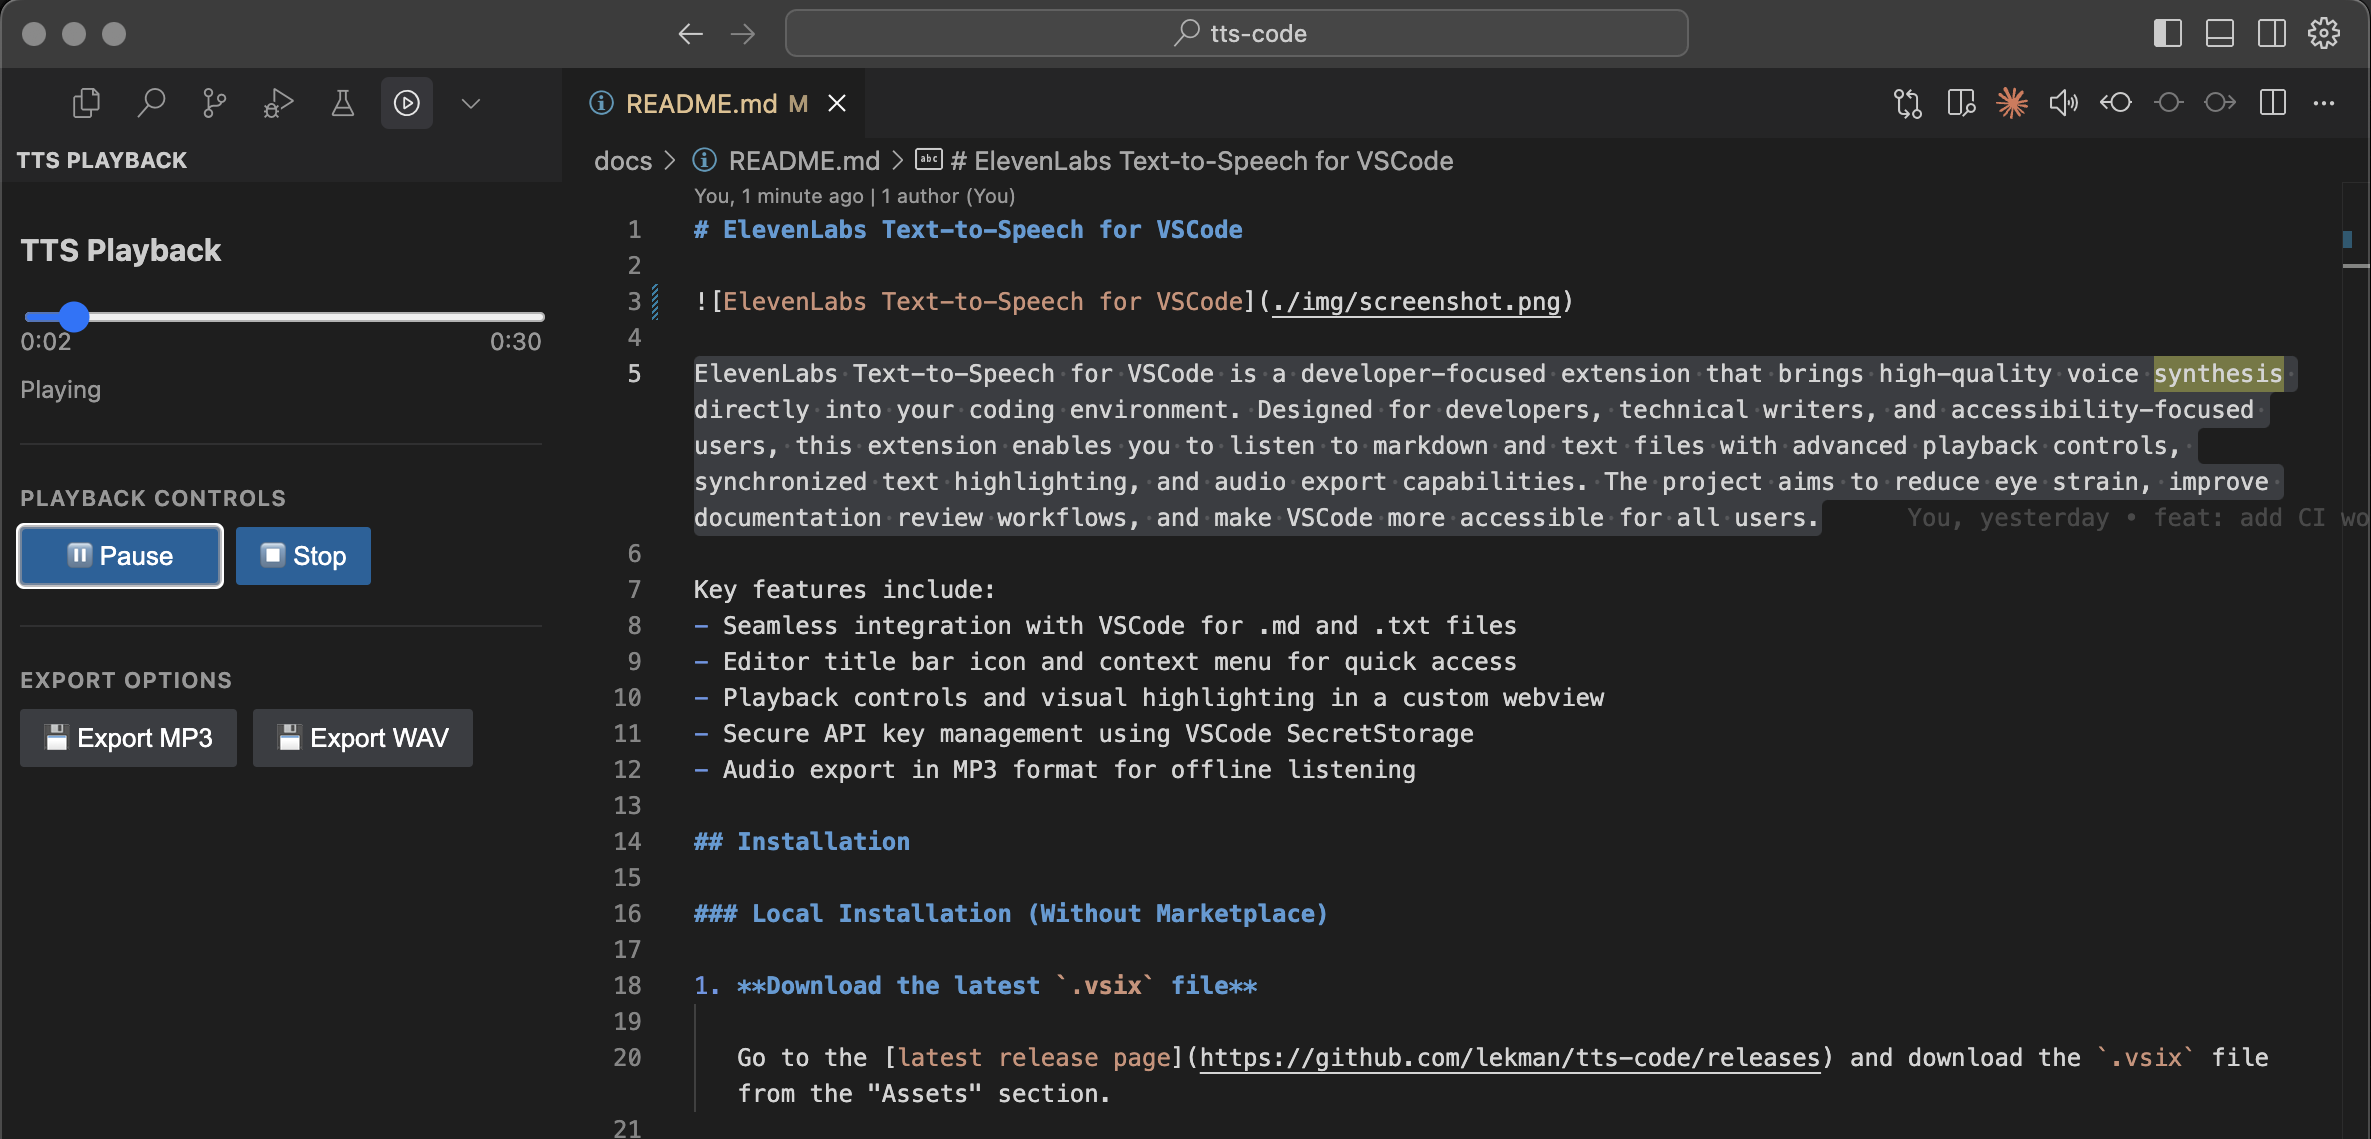 tts-code
TTS PLAYBACK
TTS Playback
0:02
0:30
Playing
PLAYBACK CONTROLS
Pause
Stop
EXPORT OPTIONS
Export MP3
Export WAV
README.md M
docs > README.md > # ElevenLabs Text-to-Speech for VSCode
You, 1 minute ago | 1 author (You)
1 # ElevenLabs Text-to-Speech for VSCode
2
3 ![ElevenLabs Text-to-Speech for VSCode](./img/screenshot.png)
4
5 ElevenLabs Text-to-Speech for VSCode is a developer-focused extension that brings high-quality voice synthesis
directly into your coding environment. Designed for developers, technical writers, and accessibility-focused
users, this extension enables you to listen to markdown and text files with advanced playback controls,
synchronized text highlighting, and audio export capabilities. The project aims to reduce eye strain, improve
documentation review workflows, and make VSCode more accessible for all users. You, yesterday • feat: add CI wo
6
7 Key features include:
8 - Seamless integration with VSCode for .md and .txt files
9 - Editor title bar icon and context menu for quick access
10 - Playback controls and visual highlighting in a custom webview
11 - Secure API key management using VSCode SecretStorage
12 - Audio export in MP3 format for offline listening
13
14 ## Installation
15
16 ### Local Installation (Without Marketplace)
17
18 1. **Download the latest `.vsix` file**
19
20 Go to the [latest release page](https://github.com/lekman/tts-code/releases) and download the `.vsix` file
from the "Assets" section.
21